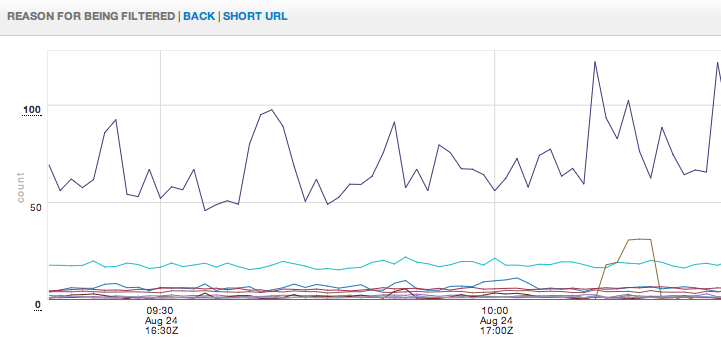 REASON FOR BEING FILTERED | BACK | SHORT URL
100
count
50
0
09:30
Aug 24
16:30Z
10:00
Aug 24
17:00Z